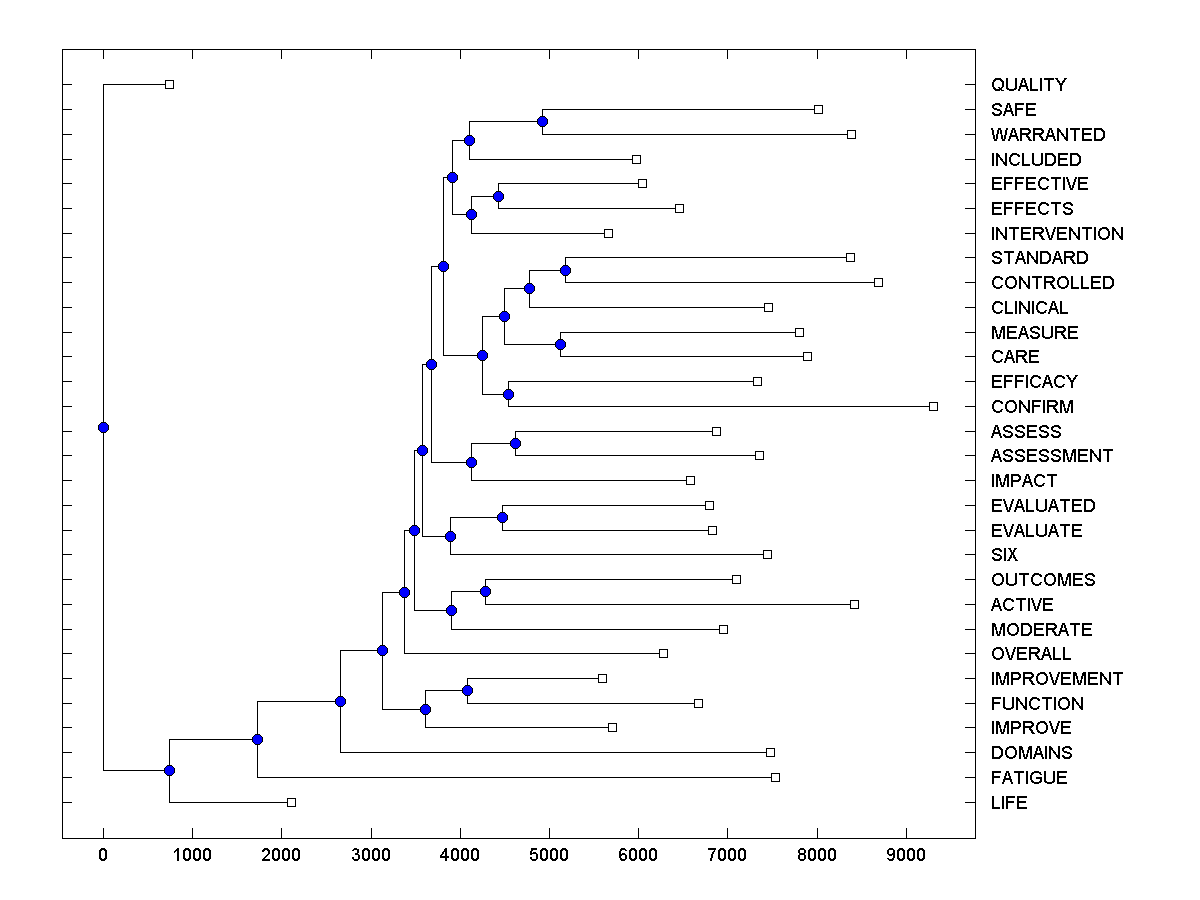 QUALITY
SAFE
WARRANTED
INCLUDED
EFFECTIVE
EFFECTS
INTERVENTION
STANDARD
CONTROLLED
CLINICAL
MEASURE
CARE
EFFICACY
CONFIRM
ASSESS
ASSESSMENT
IMPACT
EVALUATED
EVALUATE
SIX
OUTCOMES
ACTIVE
MODERATE
OVERALL
IMPROVEMENT
FUNCTION
IMPROVE
DOMAINS
FATIGUE
LIFE
0 1000 2000 3000 4000 5000 6000 7000 8000 9000